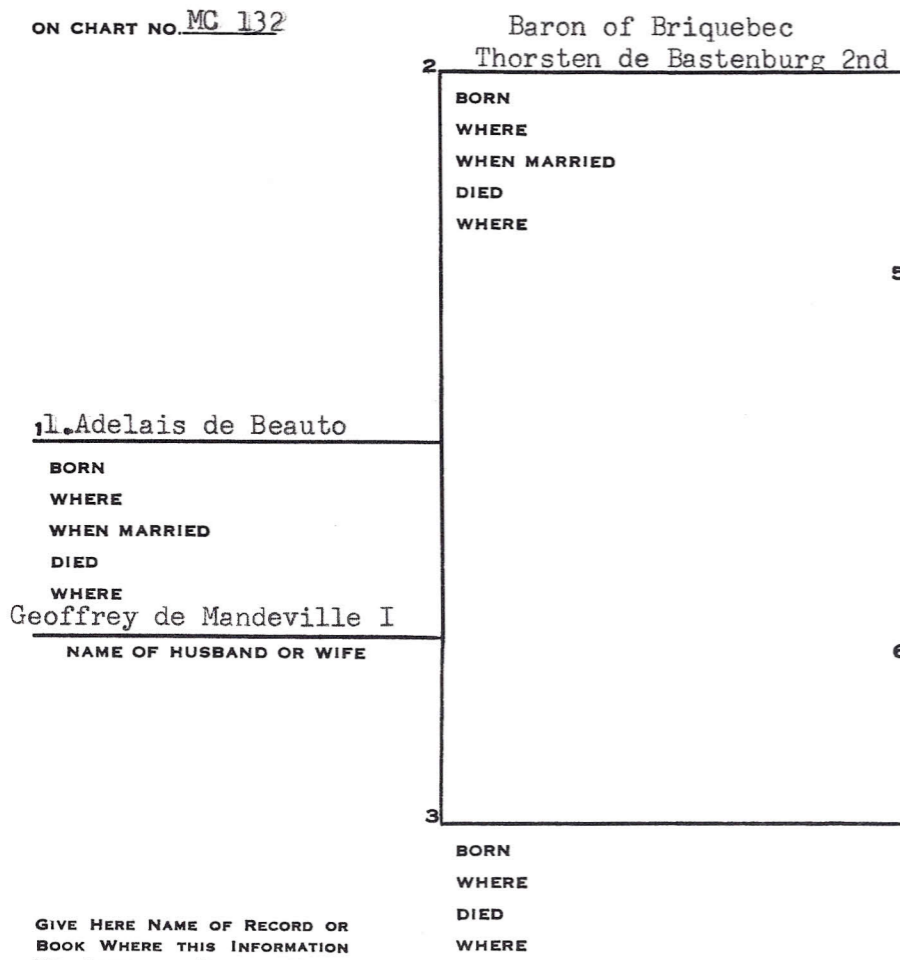 ON CHART NO. MC 132
Baron of Briquebec
2 Thorsten de Bastenburg 2nd
BORN
WHERE
WHEN MARRIED
DIED
WHERE
5
1 1. Adelais de Beauto
BORN
WHERE
WHEN MARRIED
DIED
WHERE
Geoffrey de Mandeville I
NAME OF HUSBAND OR WIFE
6
3
BORN
WHERE
DIED
WHERE
GIVE HERE NAME OF RECORD OR
BOOK WHERE THIS INFORMATION